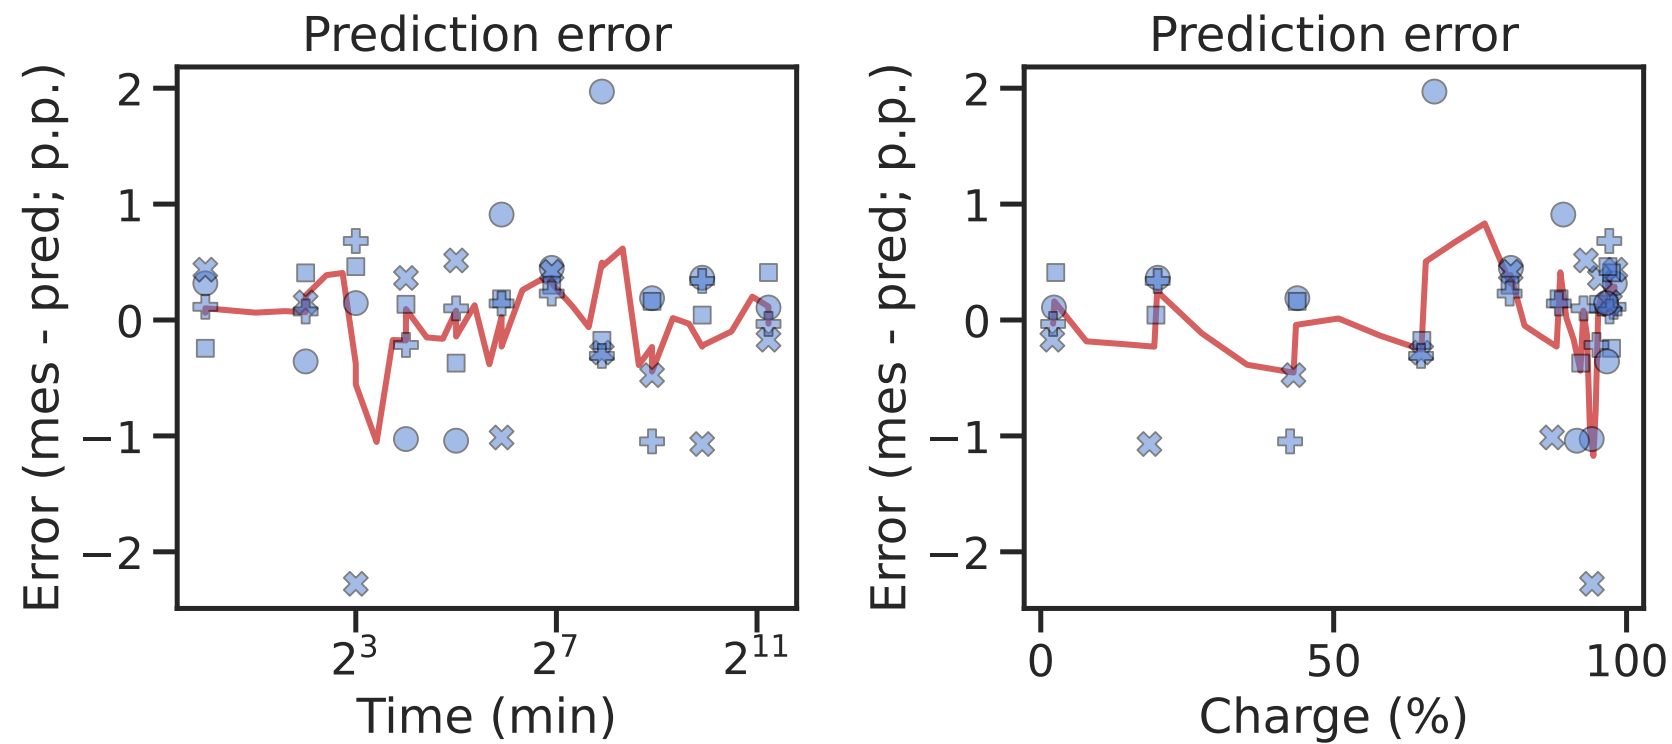 Prediction error
Error (mes - pred; p.p.)
2
1
0
−1
−2
2³
2⁷
2¹¹
Time (min)
Prediction error
Error (mes - pred; p.p.)
2
1
0
−1
−2
0
50
100
Charge (%)